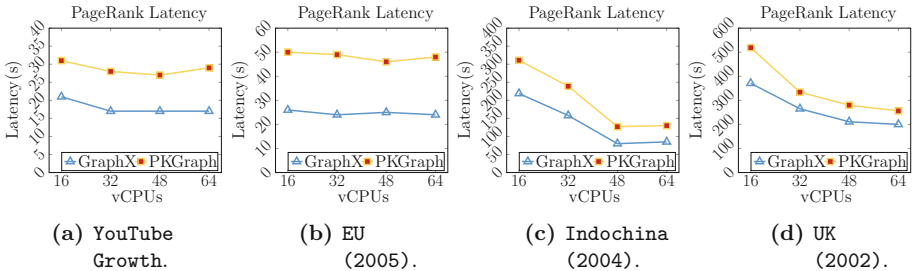 PageRank Latency
Latency(s)
40
35
30
25
20
15
10
5
0
GraphX PKGraph
16 32 48 64
vCPUs
(a) YouTube
Growth.
PageRank Latency
Latency(s)
60
50
40
30
20
10
0
GraphX PKGraph
16 32 48 64
vCPUs
(b) EU
(2005).
PageRank Latency
Latency(s)
400
350
300
250
200
150
100
50
0
GraphX PKGraph
16 32 48 64
vCPUs
(c) Indochina
(2004).
PageRank Latency
Latency(s)
600
500
400
300
200
100
0
GraphX PKGraph
16 32 48 64
vCPUs
(d) UK
(2002).